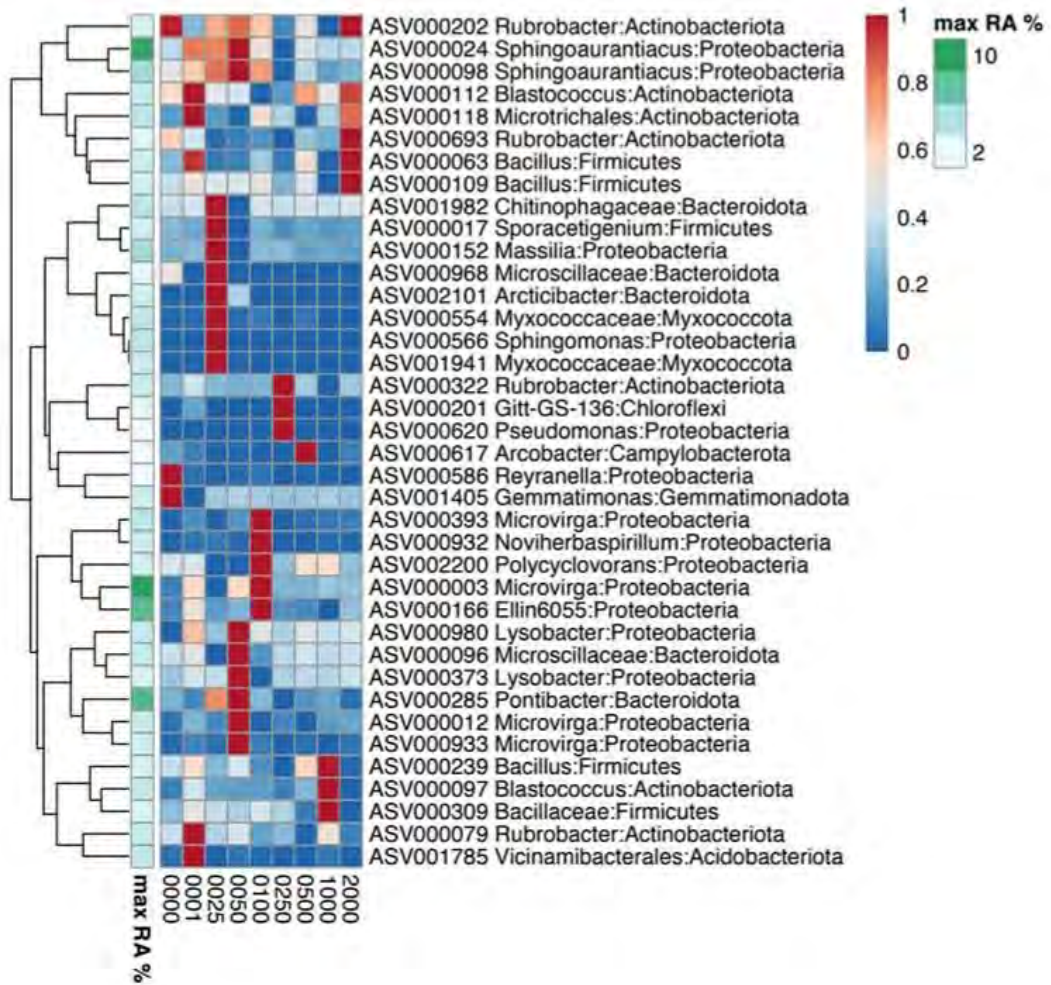 ASV000202 Rubrobacter:Actinobacteriota
ASV000024 Sphingoaurantiacus:Proteobacteria
ASV000098 Sphingoaurantiacus:Proteobacteria
ASV000112 Blastococcus:Actinobacteriota
ASV000118 Microtrichales:Actinobacteriota
ASV000693 Rubrobacter:Actinobacteriota
ASV000063 Bacillus:Firmicutes
ASV000109 Bacillus:Firmicutes
ASV001982 Chitinophagaceae:Bacteroidota
ASV000017 Sporacetigenium:Firmicutes
ASV000152 Massilia:Proteobacteria
ASV000968 Microscillaceae:Bacteroidota
ASV002101 Arcticibacter:Bacteroidota
ASV000554 Myxococcaceae:Myxococcota
ASV000566 Sphingomonas:Proteobacteria
ASV001941 Myxococcaceae:Myxococcota
ASV000322 Rubrobacter:Actinobacteriota
ASV000201 Gitt-GS-136:Chloroflexi
ASV000620 Pseudomonas:Proteobacteria
ASV000617 Arcobacter:Campylobacterota
ASV000586 Reyranella:Proteobacteria
ASV001405 Gemmatimonas:Gemmatimonadota
ASV000393 Microvirga:Proteobacteria
ASV000932 Noviherbaspirillum:Proteobacteria
ASV002200 Polycyclovorans:Proteobacteria
ASV000003 Microvirga:Proteobacteria
ASV000166 Ellin6055:Proteobacteria
ASV000980 Lysobacter:Proteobacteria
ASV000096 Microscillaceae:Bacteroidota
ASV000373 Lysobacter:Proteobacteria
ASV000285 Pontibacter:Bacteroidota
ASV000012 Microvirga:Proteobacteria
ASV000933 Microvirga:Proteobacteria
ASV000239 Bacillus:Firmicutes
ASV000097 Blastococcus:Actinobacteriota
ASV000309 Bacillaceae:Firmicutes
ASV000079 Rubrobacter:Actinobacteriota
ASV001785 Vicinamibacterales:Acidobacteriota
max RA %
0000
0001
0025
0050
0100
0250
0500
1000
2000
1
0.8
0.6
0.4
0.2
0
max RA %
10
2